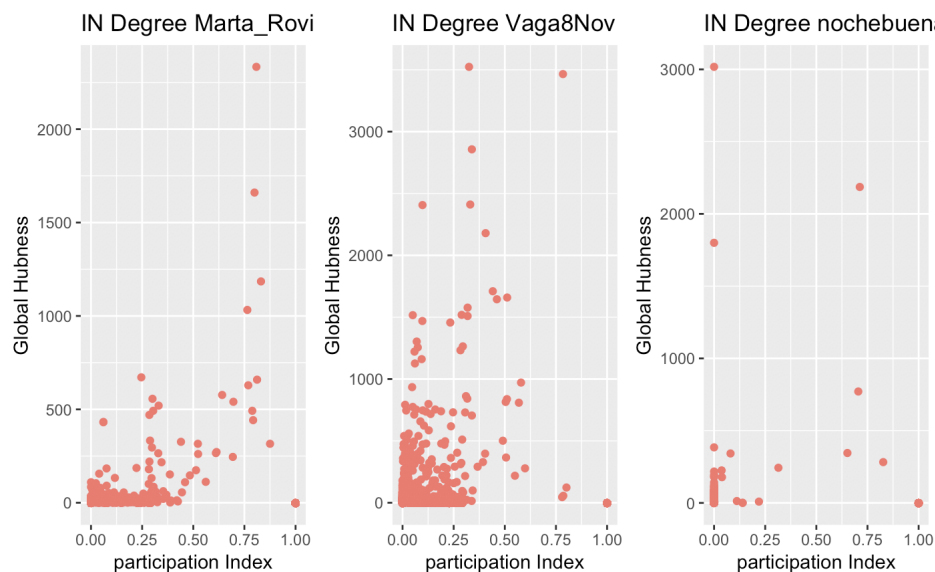 IN Degree Marta_Rovi
2000
1500
1000
500
0
Global Hubness
0.00 0.25 0.50 0.75 1.00
participation Index
IN Degree Vaga8Nov
3000
2000
1000
0
Global Hubness
0.00 0.25 0.50 0.75 1.00
participation Index
IN Degree nochebuena
3000
2000
1000
0
Global Hubness
0.00 0.25 0.50 0.75 1.00
participation Index